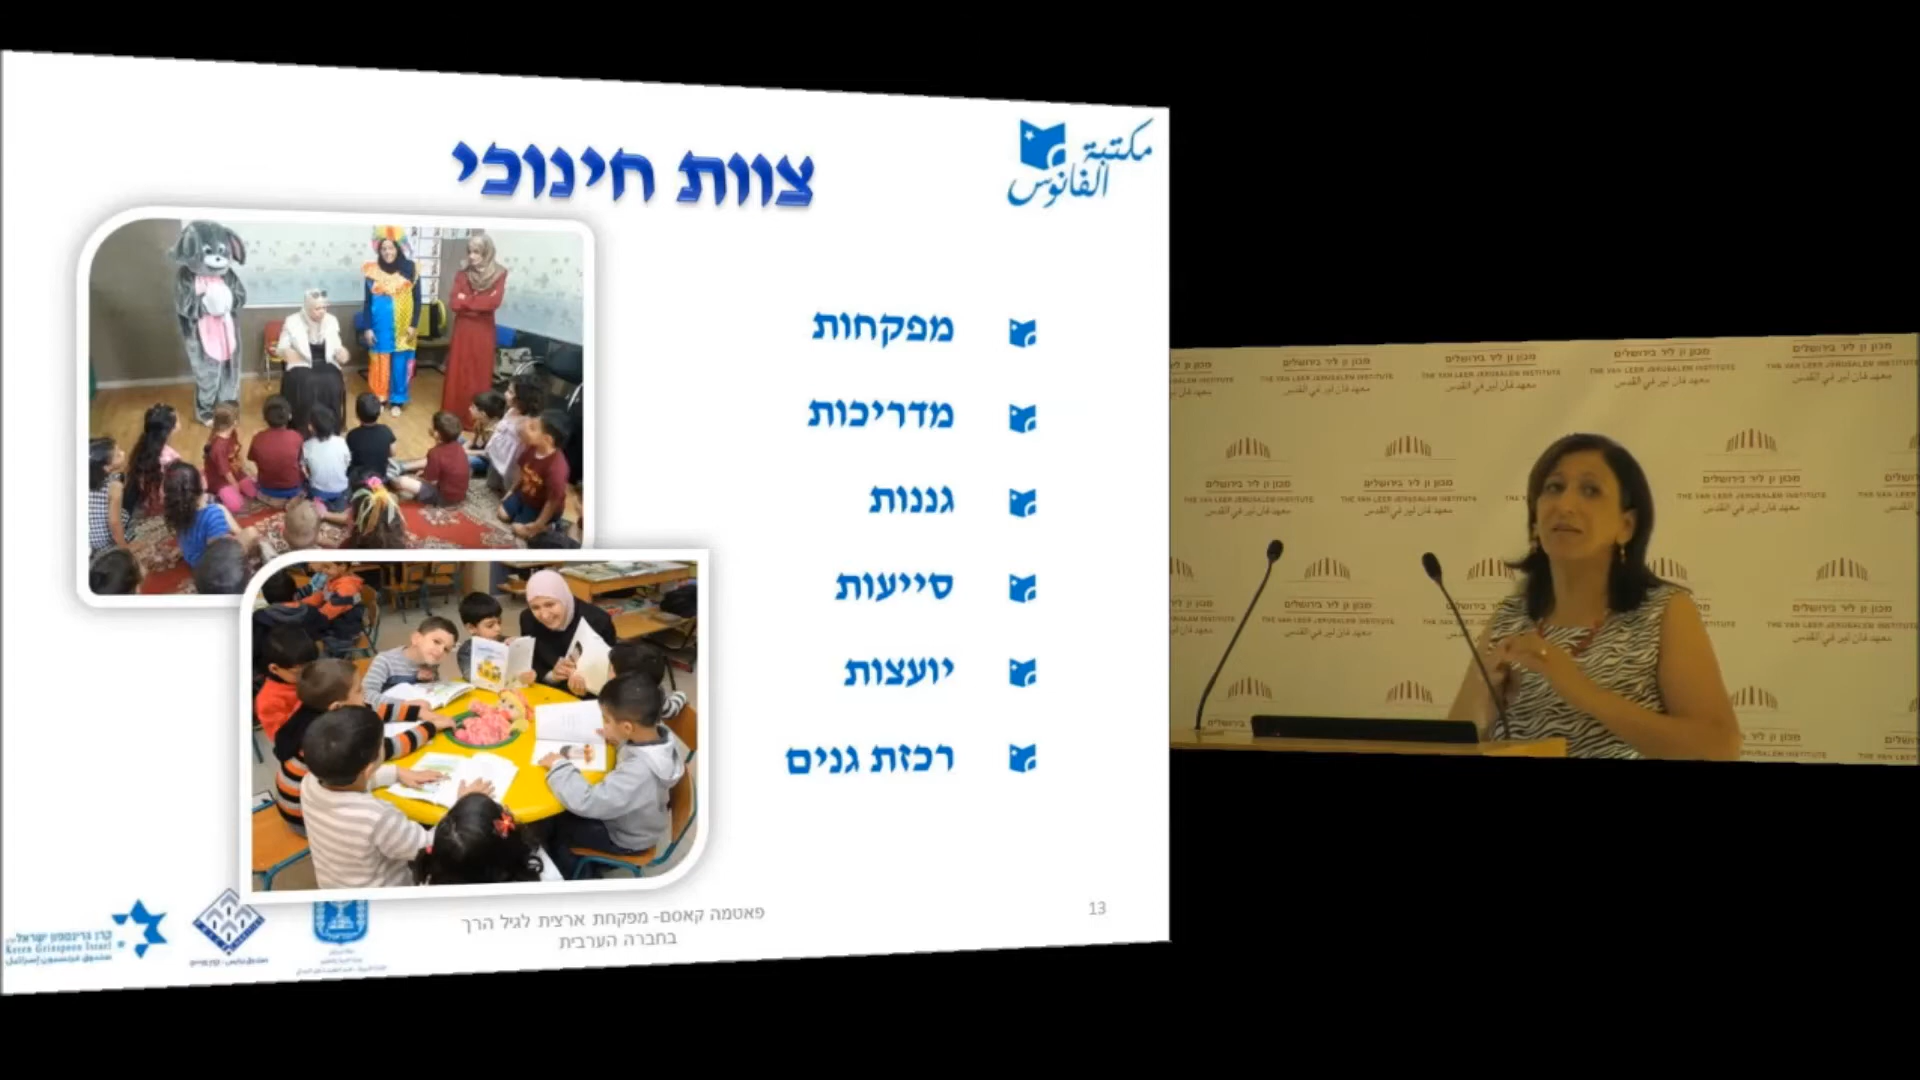 צוות חינוכי
مكتبة
الفانوس
מפקחות
מדריכות
גננות
סייעות
יועצות
רכזת גנים
פאטמה קאסם- מפקחת ארצית לגיל הרך
בחברה הערבית
13
קרן גרינספון ישראל
Keren Grinspoon Israel
מכון ון ליר בירושלים
THE VAN LEER JERUSALEM INSTITUTE
معهد فان لير في القدس